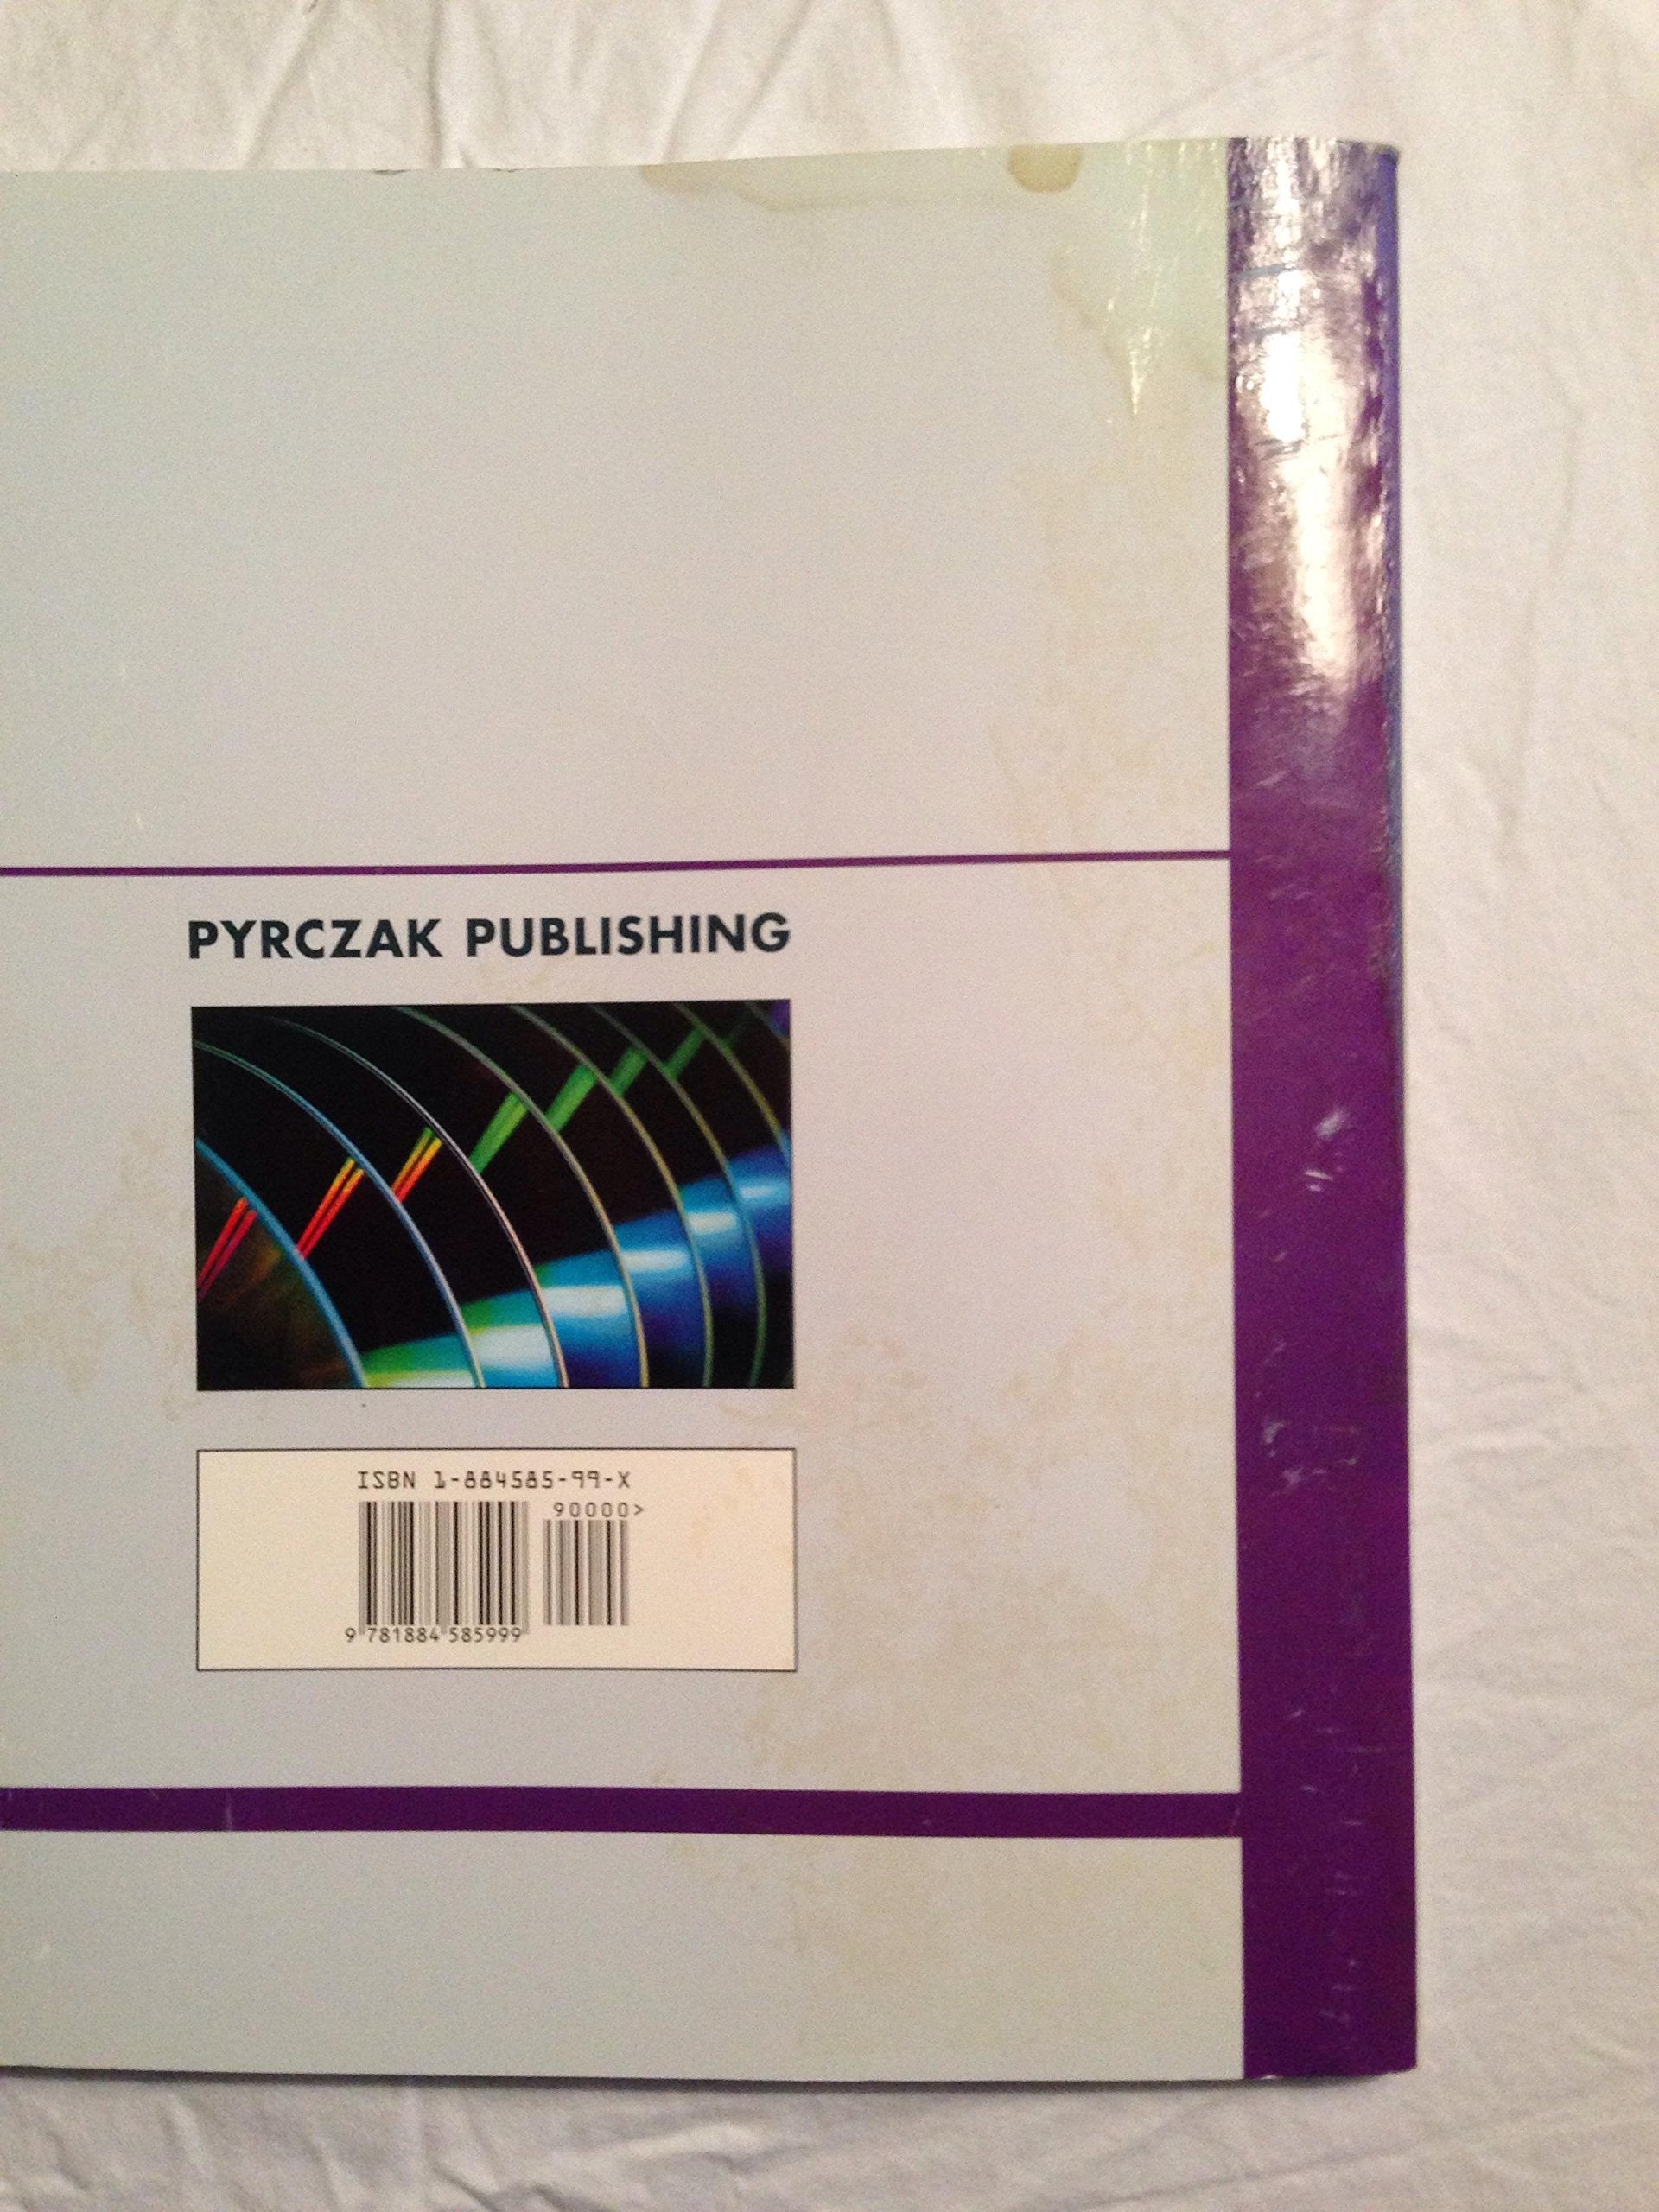 PYRCZAK PUBLISHING
ISBN 1-884585-99-X
90000>
9 781884 585999